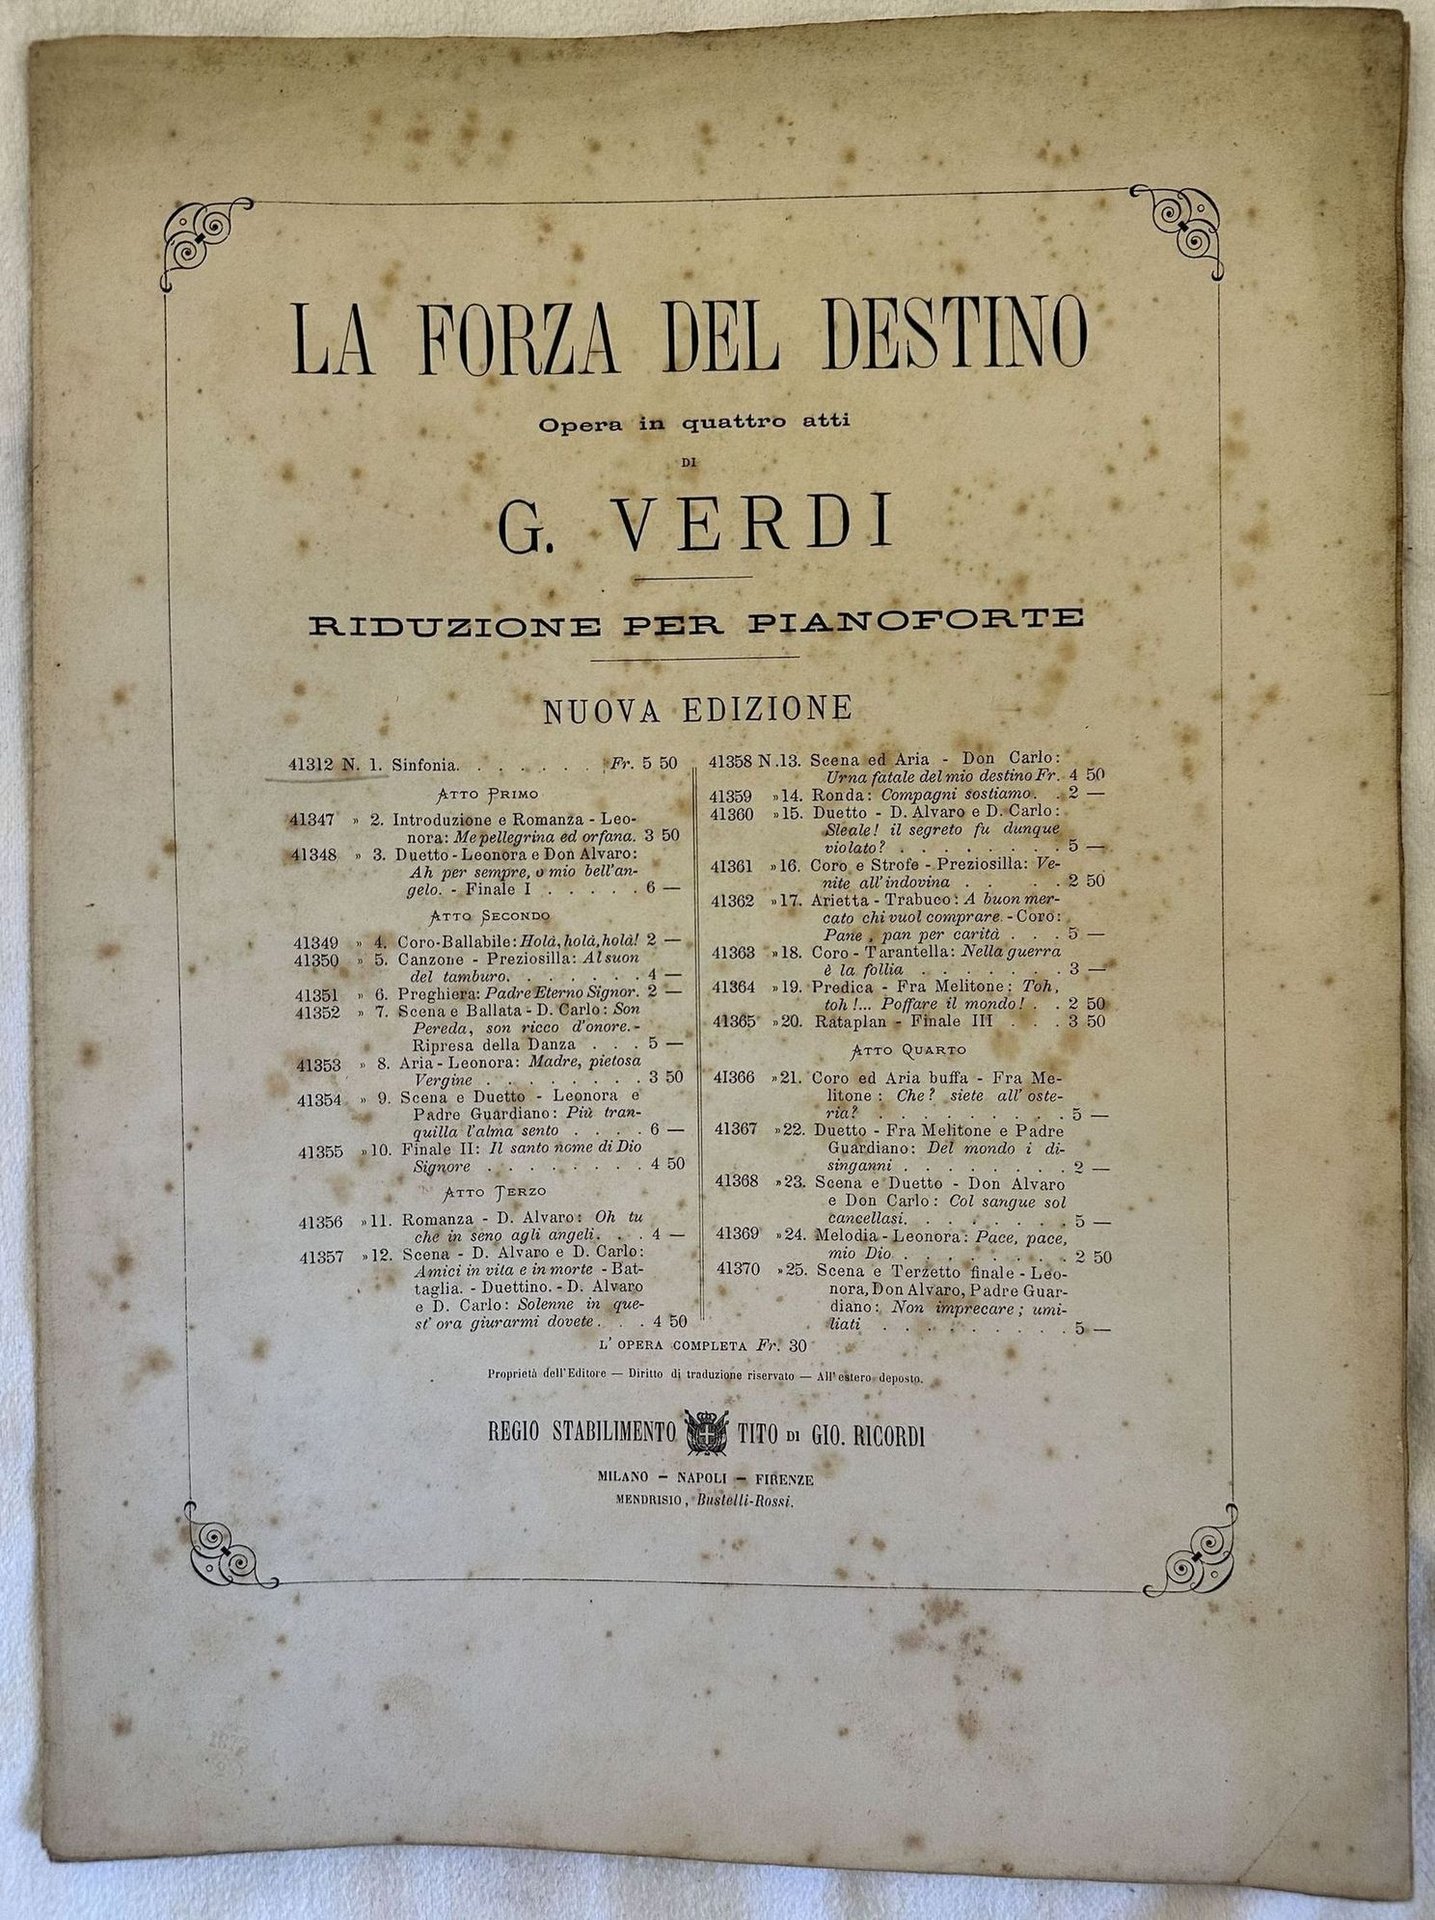 LA FORZA DEL DESTINO
Opera in quattro atti
DI
G. VERDI
RIDUZIONE PER PIANOFORTE
NUOVA EDIZIONE
41312 N. 1. Sinfonia. . . . . . . Fr. 5 50
Atto Primo
41347 » 2. Introduzione e Romanza - Leo-
nora: Me pellegrina ed orfana. 3 50
41348 » 3. Duetto - Leonora e Don Alvaro:
Ah per sempre, o mio bell'an-
gelo. - Finale I . . . . . 6 —
Atto Secondo
41349 » 4. Coro-Ballabile: Holà, holà, holà! 2 —
41350 » 5. Canzone - Preziosilla: Al suon
del tamburo. . . . . . . 4 —
41351 » 6. Preghiera: Padre Eterno Signor. 2 —
41352 » 7. Scena e Ballata - D. Carlo: Son
Pereda, son ricco d'onore. -
Ripresa della Danza . . . 5 —
41353 » 8. Aria - Leonora: Madre, pietosa
Vergine . . . . . . . . 3 50
41354 » 9. Scena e Duetto - Leonora e
Padre Guardiano: Più tran-
quilla l'alma sento . . . . 6 —
41355 » 10. Finale II: Il santo nome di Dio
Signore . . . . . . . . 4 50
Atto Terzo
41356 » 11. Romanza - D. Alvaro: Oh tu
che in seno agli angeli. . . 4 —
41357 » 12. Scena - D. Alvaro e D. Carlo:
Amici in vita e in morte - Bat-
taglia. - Duettino. - D. Alvaro
e D. Carlo: Solenne in que-
st' ora giurarmi dovete . . . 4 50
41358 N. 13. Scena ed Aria - Don Carlo:
Urna fatale del mio destino Fr. 4 50
41359 » 14. Ronda: Compagni sostiamo. . 2 —
41360 » 15. Duetto - D. Alvaro e D. Carlo:
Sleale! il segreto fu dunque
violato? . . . . . . . . 5 —
41361 » 16. Coro e Strofe - Preziosilla: Ve-
nite all'indovina . . . . . 2 50
41362 » 17. Arietta - Trabuco: A buon mer-
cato chi vuol comprare. - Coro:
Pane, pan per carità . . . 5 —
41363 » 18. Coro - Tarantella: Nella guerra
è la follia . . . . . . . 3 —
41364 » 19. Predica - Fra Melitone: Toh,
toh!... Poffare il mondo! . . 2 50
41365 » 20. Rataplan - Finale III . . . 3 50
Atto Quarto
41366 » 21. Coro ed Aria buffa - Fra Me-
litone: Che? siete all' oste-
ria? . . . . . . . . . 5 —
41367 » 22. Duetto - Fra Melitone e Padre
Guardiano: Del mondo i di-
singanni . . . . . . . . 2 —
41368 » 23. Scena e Duetto - Don Alvaro
e Don Carlo: Col sangue sol
cancellasi. . . . . . . . 5 —
41369 » 24. Melodia - Leonora: Pace, pace,
mio Dio . . . . . . . . 2 50
41370 » 25. Scena e Terzetto finale - Leo-
nora, Don Alvaro, Padre Guar-
diano: Non imprecare; umi-
liati . . . . . . . . . 5 —
L' OPERA COMPLETA Fr. 30
Proprietà dell'Editore — Diritto di traduzione riservato — All'estero deposto.
REGIO STABILIMENTO TITO DI GIO. RICORDI
MILANO — NAPOLI — FIRENZE
MENDRISIO, Bustelli-Rossi.